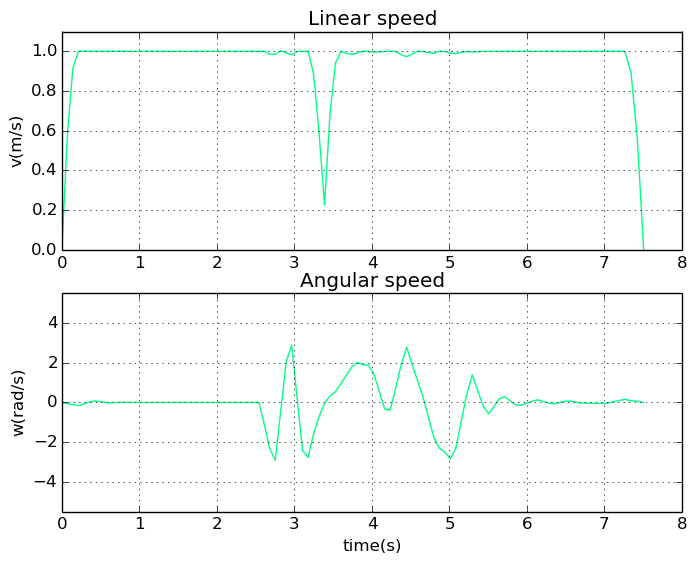 Linear speed
1.0
0.8
0.6
0.4
0.2
0.0
v(m/s)
0 1 2 3 4 5 6 7 8
Angular speed
4
2
0
−2
−4
w(rad/s)
0 1 2 3 4 5 6 7 8
time(s)